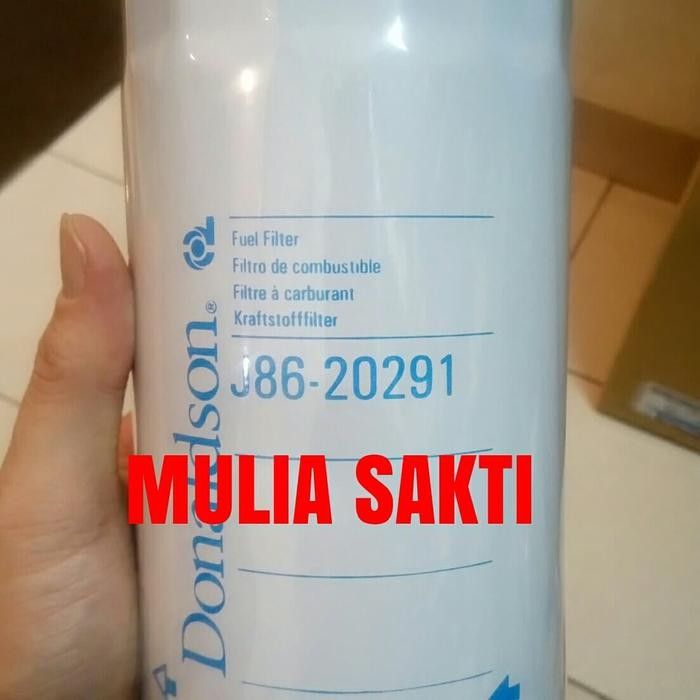 Fuel Filter
Filtro de combustible
Filtre à carburant
Kraftstofffilter
J86-20291
MULIA SAKTI
Donaldson®